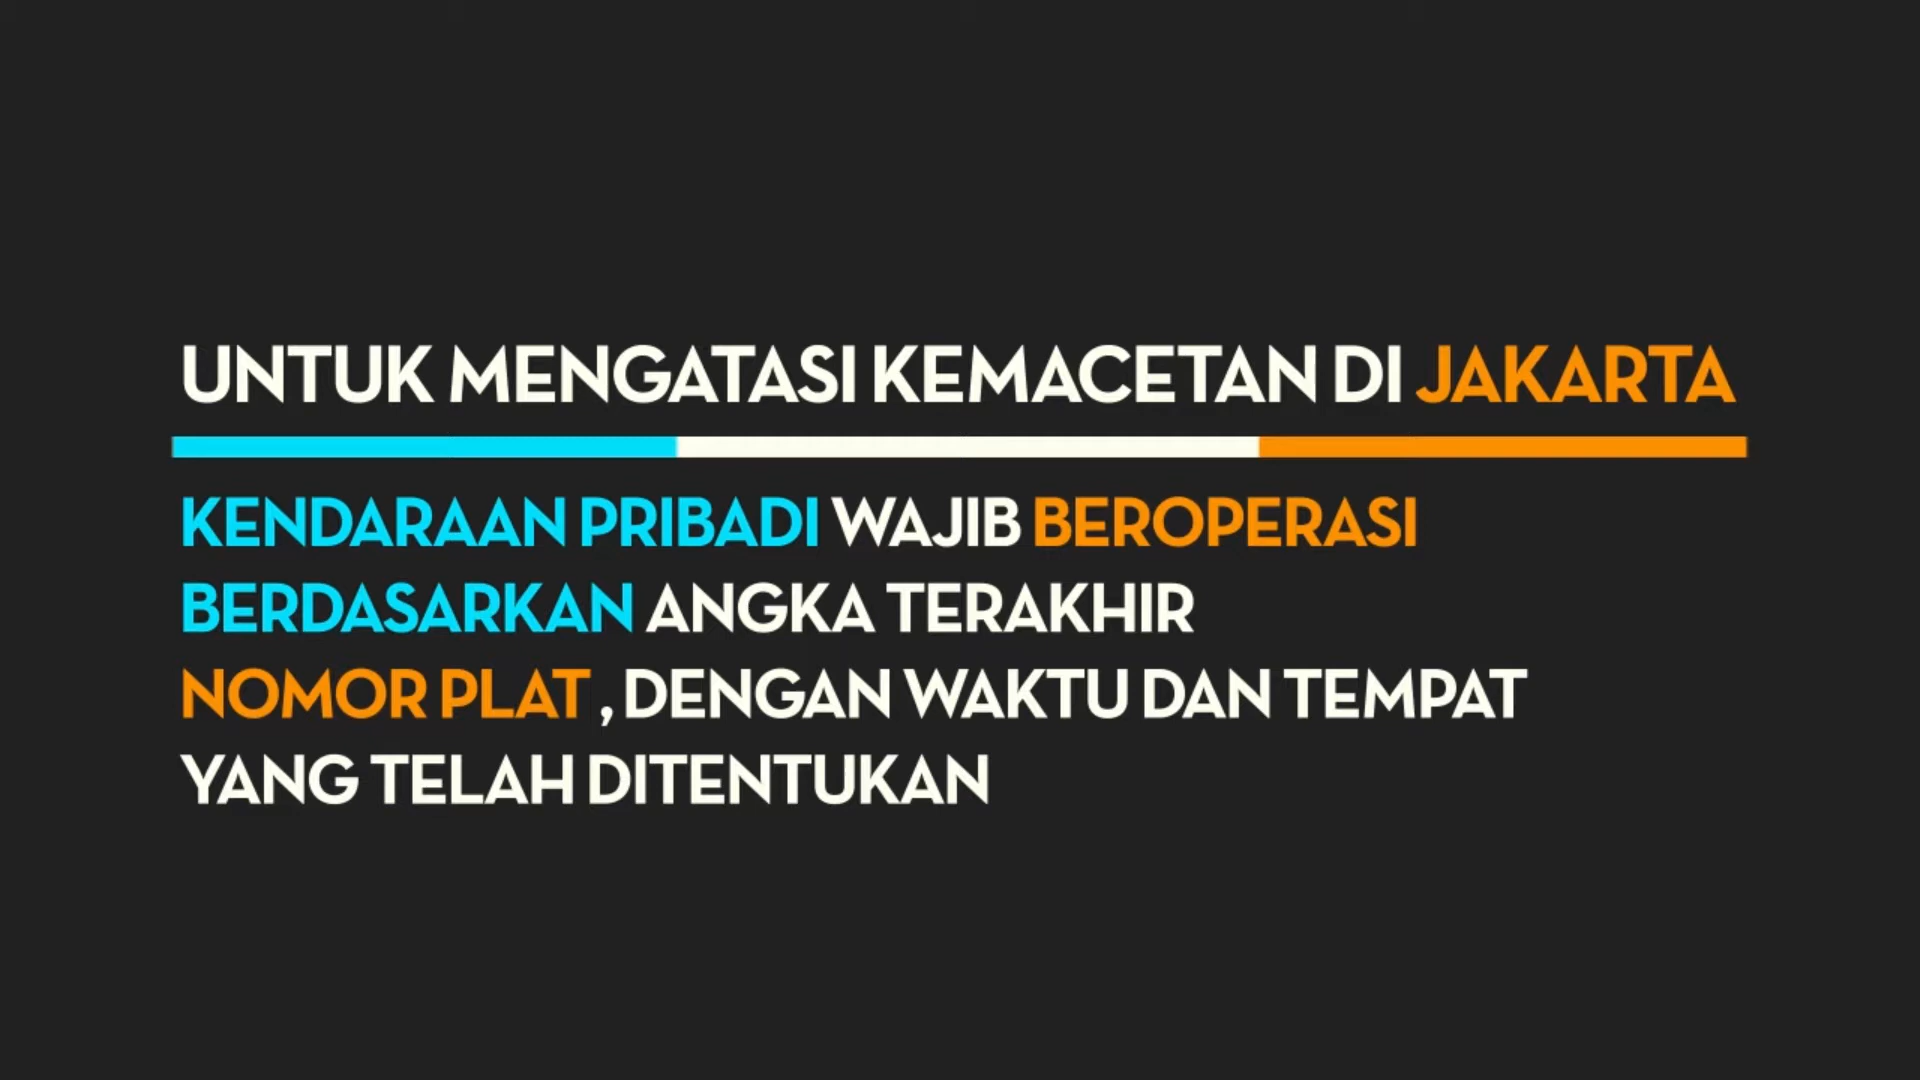 UNTUK MENGATASI KEMACETAN DI JAKARTA
KENDARAAN PRIBADI WAJIB BEROPERASI
BERDASARKAN ANGKA TERAKHIR
NOMOR PLAT , DENGAN WAKTU DAN TEMPAT
YANG TELAH DITENTUKAN